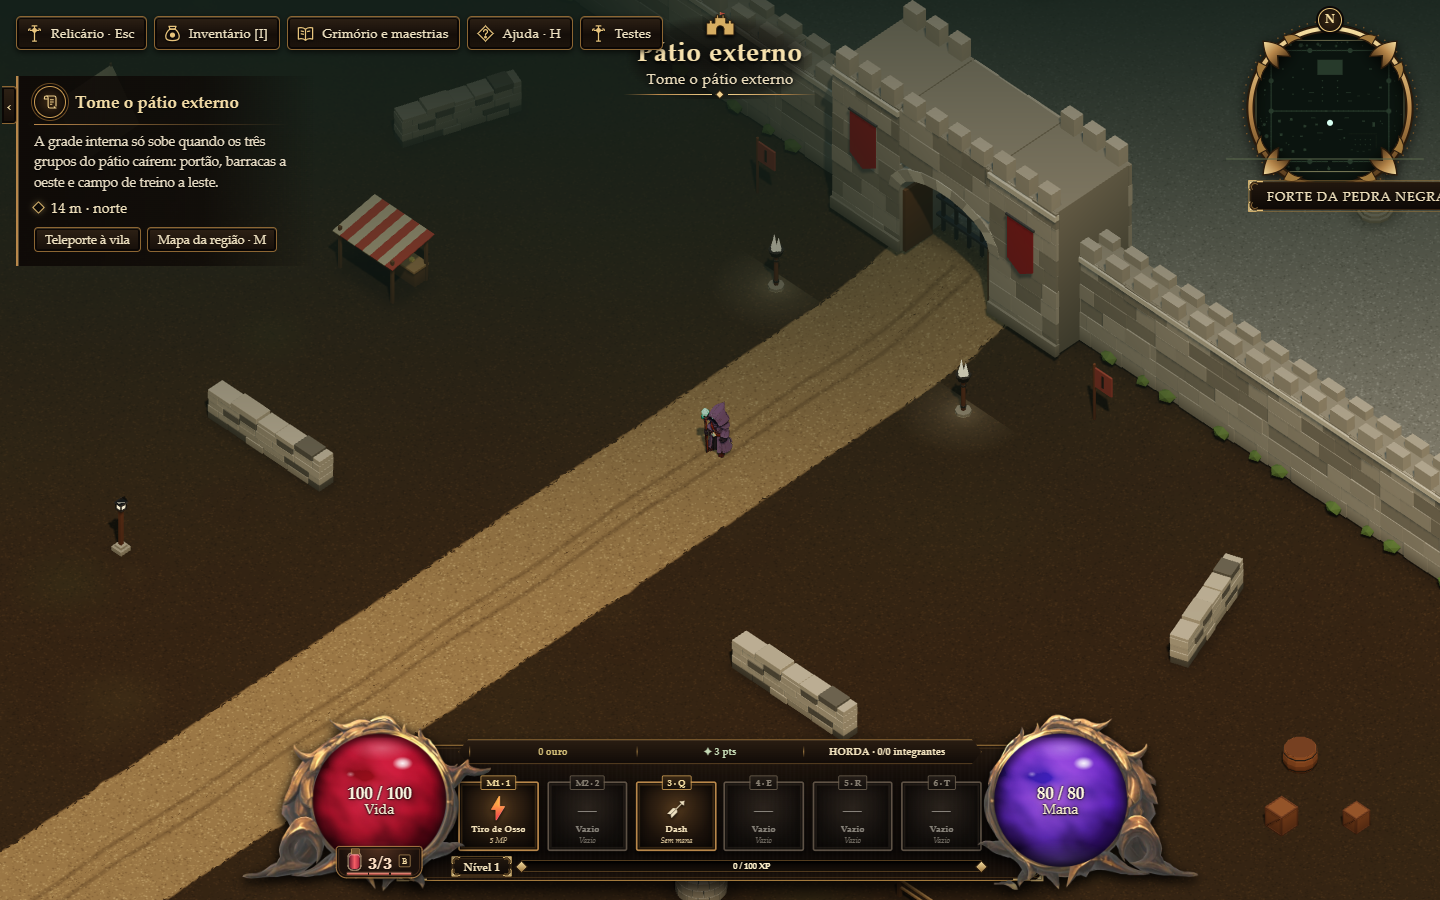 Relicário · Esc
Inventário [I]
Grimório e maestrias
Ajuda · H
Testes
Pátio externo
Tome o pátio externo
N
FORTE DA PEDRA NEGRA
‹
Tome o pátio externo
A grade interna só sobe quando os três
grupos do pátio caírem: portão, barracas a
oeste e campo de treino a leste.
14 m · norte
Teleporte à vila
Mapa da região · M
0 ouro
3 pts
HORDA · 0/0 integrantes
100 / 100
Vida
3/3
B
M1 · 1
Tiro de Osso
5 MP
M2 · 2
—
Vazio
Vazio
3 · Q
Dash
Sem mana
4 · E
—
Vazio
Vazio
5 · R
—
Vazio
Vazio
6 · T
—
Vazio
Vazio
80 / 80
Mana
Nível 1
0 / 100 XP